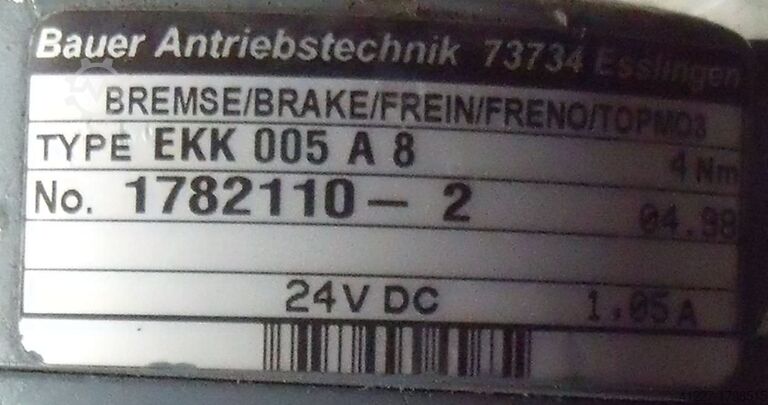 Bauer Antriebstechnik 73734 Esslingen
BREMSE/BRAKE/FREIN/FRENO/TOPMO3
TYPE EKK 005 A 8 4 Nm
No. 1782110 - 2 04.98
24V DC 1.05 A